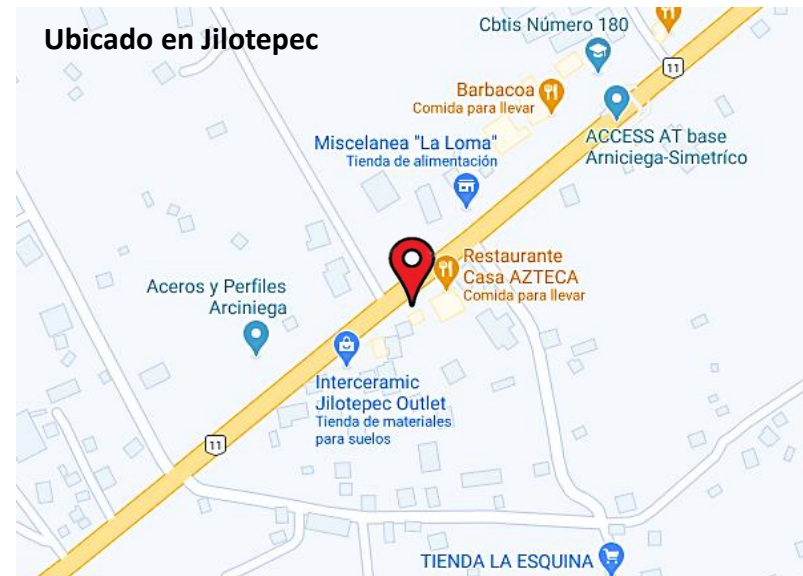 Ubicado en Jilotepec
Cbtis Número 180
11
Barbacoa
Comida para llevar
ACCESS AT base
Arniciega-Simetríco
Miscelanea "La Loma"
Tienda de alimentación
Restaurante
Casa AZTECA
Comida para llevar
Aceros y Perfiles
Arciniega
Interceramic
Jilotepec Outlet
Tienda de materiales
para suelos
11
TIENDA LA ESQUINA